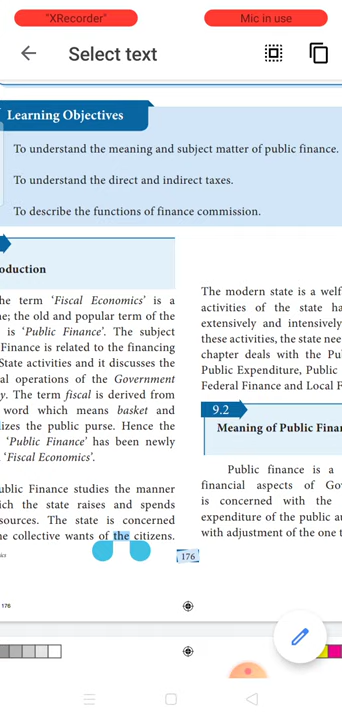 "XRecorder"
Mic in use
Select text
Learning Objectives
To understand the meaning and subject matter of public finance.
To understand the direct and indirect taxes.
To describe the functions of finance commission.
oduction
he term 'Fiscal Economics' is a
ne; the old and popular term of the
is 'Public Finance'. The subject
Finance is related to the financing
State activities and it discusses the
al operations of the Government
y. The term fiscal is derived from
word which means basket and
lizes the public purse. Hence the
'Public Finance' has been newly
'Fiscal Economics'.
ublic Finance studies the manner
ich the state raises and spends
sources. The state is concerned
he collective wants of the citizens.
The modern state is a welf
activities of the state ha
extensively and intensively
these activities, the state nee
chapter deals with the Pu
Public Expenditure, Public
Federal Finance and Local F
9.2
Meaning of Public Finan
Public finance is a
financial aspects of Go
is concerned with the
expenditure of the public au
with adjustment of the one t
ics
176
176